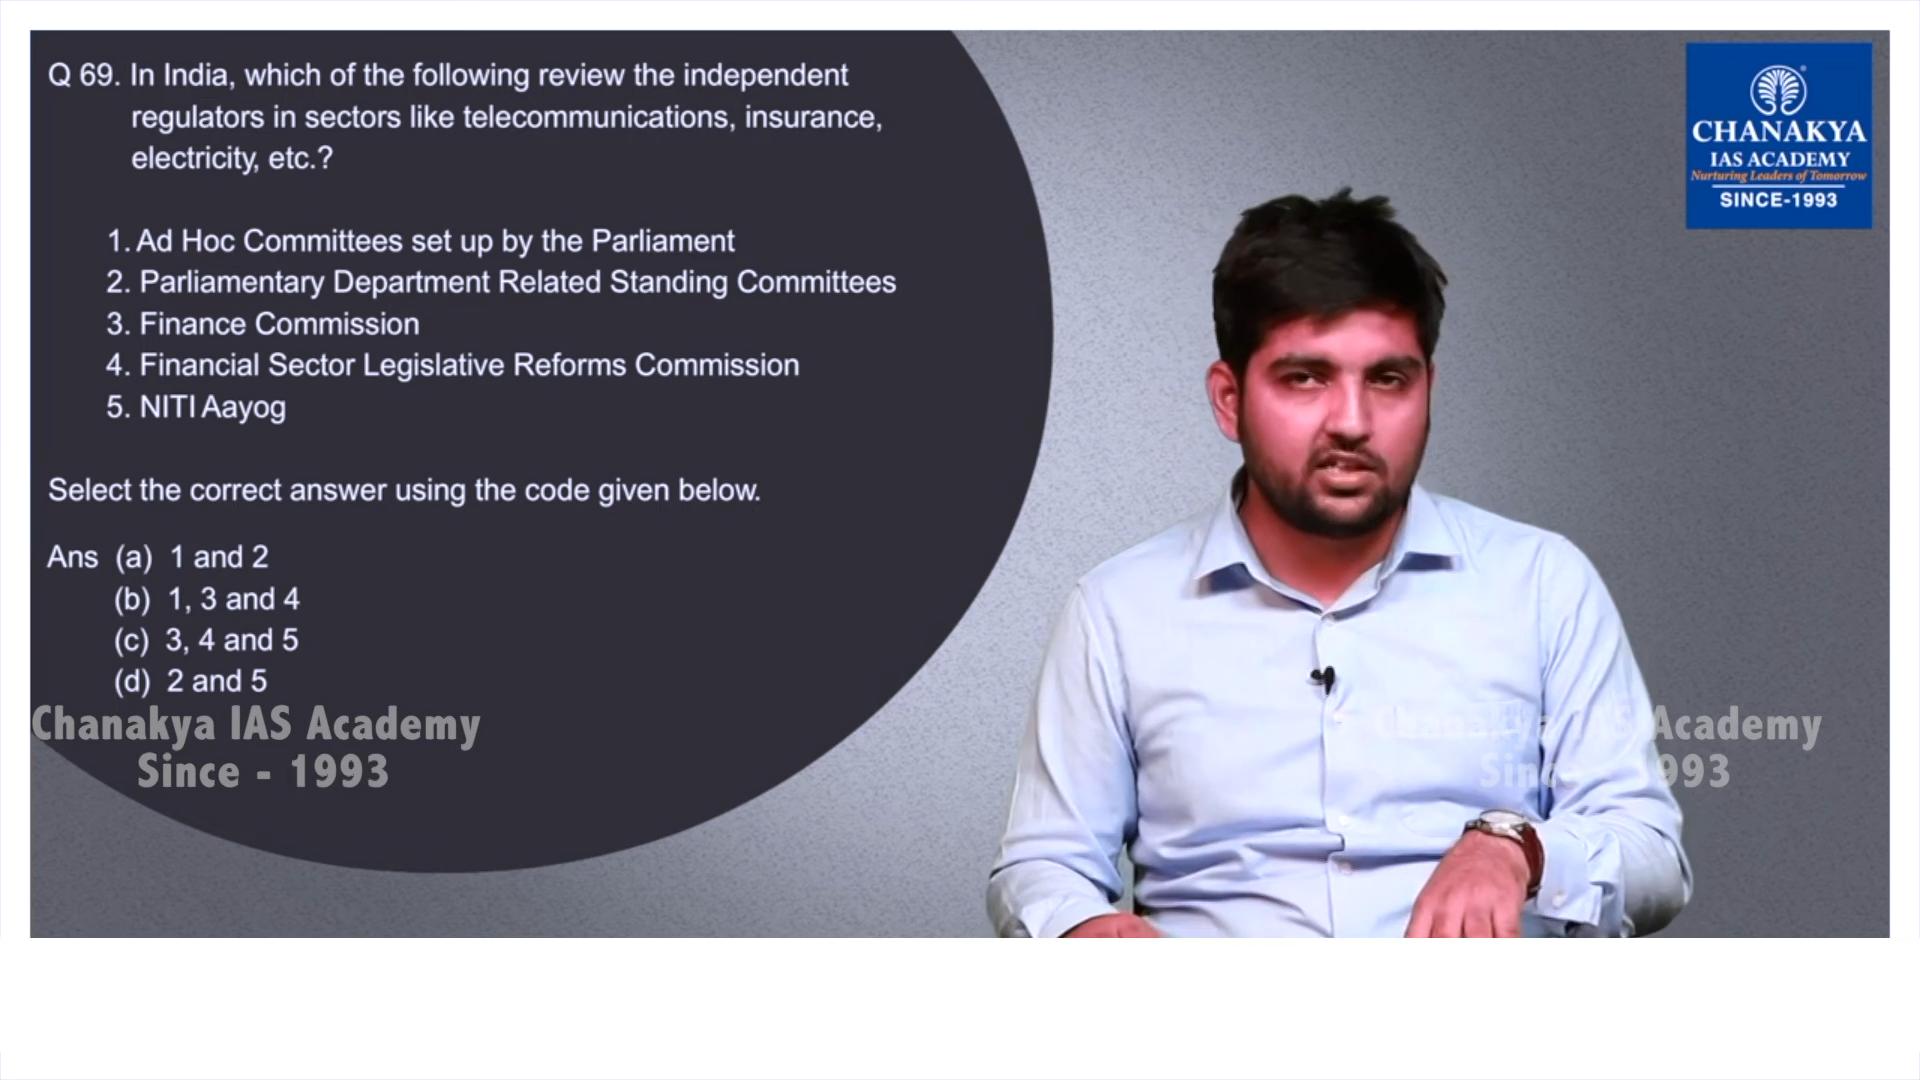 Q 69. In India, which of the following review the independent
regulators in sectors like telecommunications, insurance,
electricity, etc.?
1. Ad Hoc Committees set up by the Parliament
2. Parliamentary Department Related Standing Committees
3. Finance Commission
4. Financial Sector Legislative Reforms Commission
5. NITI Aayog
Select the correct answer using the code given below.
Ans (a) 1 and 2
(b) 1, 3 and 4
(c) 3, 4 and 5
(d) 2 and 5
Chanakya IAS Academy
Since - 1993
CHANAKYA
IAS ACADEMY
Nurturing Leaders of Tomorrow
SINCE-1993
Chanakya IAS Academy
Since - 1993